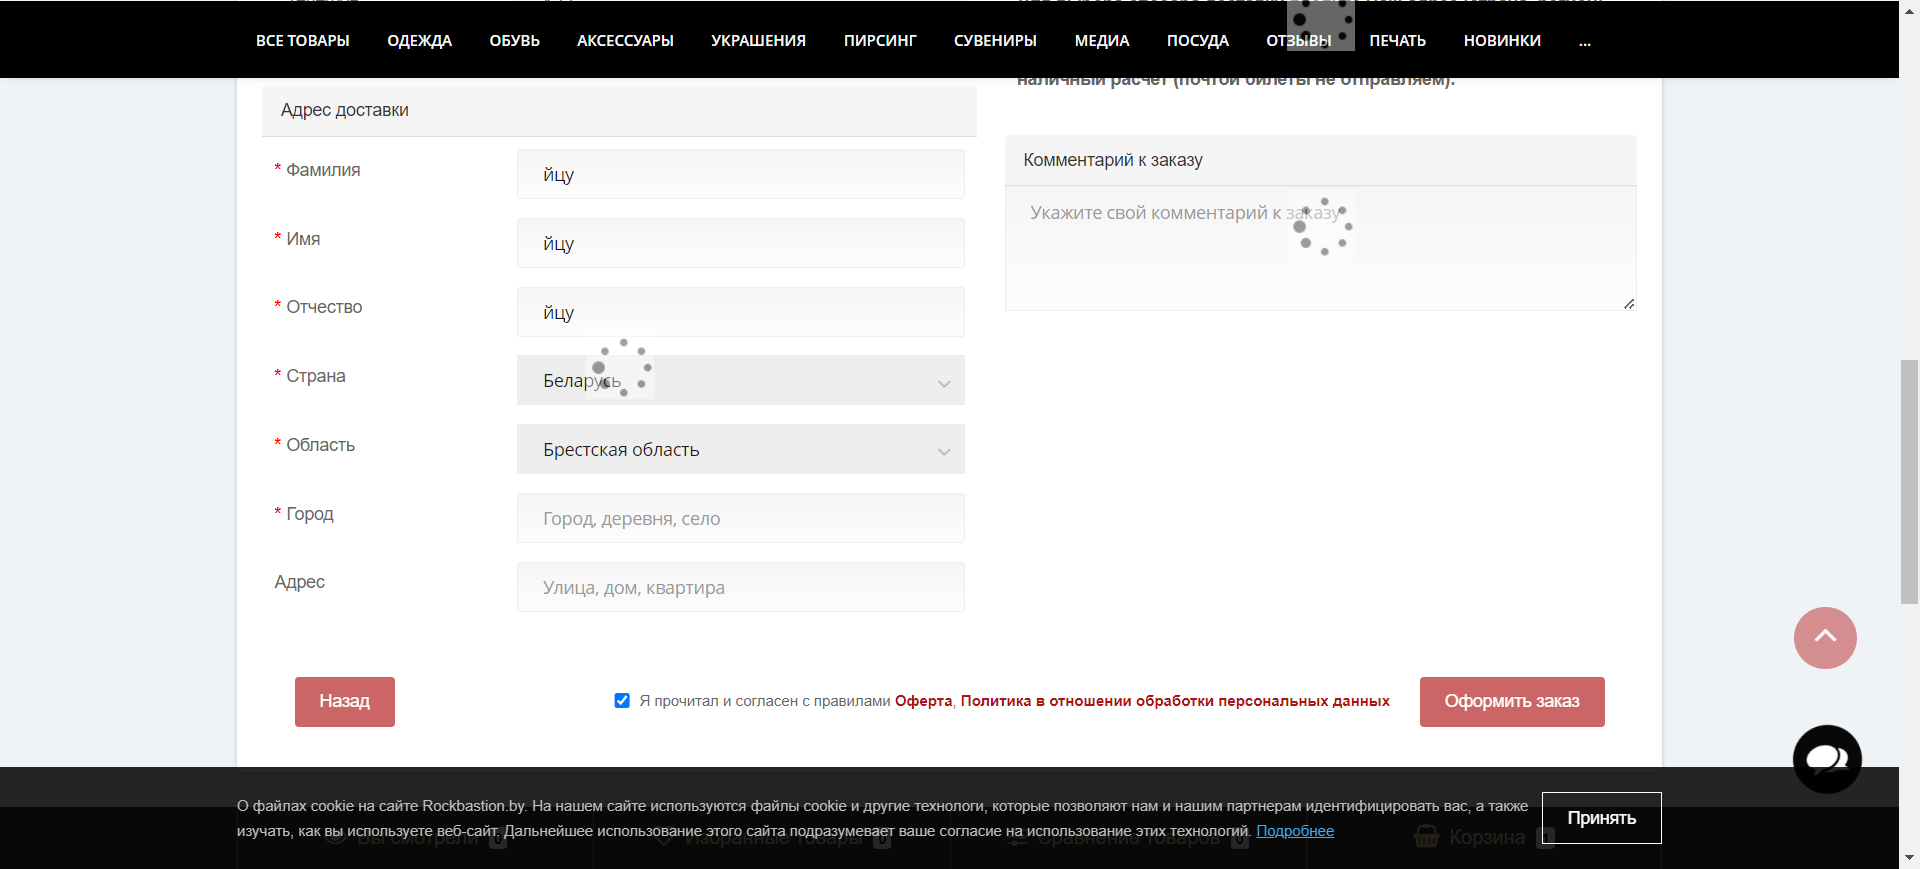 ВСЕ ТОВАРЫ ОДЕЖДА ОБУВЬ АКСЕССУАРЫ УКРАШЕНИЯ ПИРСИНГ СУВЕНИРЫ МЕДИА ПОСУДА ОТЗЫВЫ ПЕЧАТЬ НОВИНКИ ...
наличный расчет (почтой билеты не отправляем).
Адрес доставки
* Фамилия
йцу
* Имя
йцу
* Отчество
йцу
* Страна
Беларусь
* Область
Брестская область
* Город
Город, деревня, село
Адрес
Улица, дом, квартира
Комментарий к заказу
Укажите свой комментарий к заказу
Назад
Я прочитал и согласен с правилами Оферта, Политика в отношении обработки персональных данных
Оформить заказ
О файлах cookie на сайте Rockbastion.by. На нашем сайте используются файлы cookie и другие технологи, которые позволяют нам и нашим партнерам идентифицировать вас, а также
изучать, как вы используете веб-сайт. Дальнейшее использование этого сайта подразумевает ваше согласие на использование этих технологий. Подробнее
Принять
Вы смотрели 0
Избранные товары 0
Сравнение товаров 0
Корзина 1